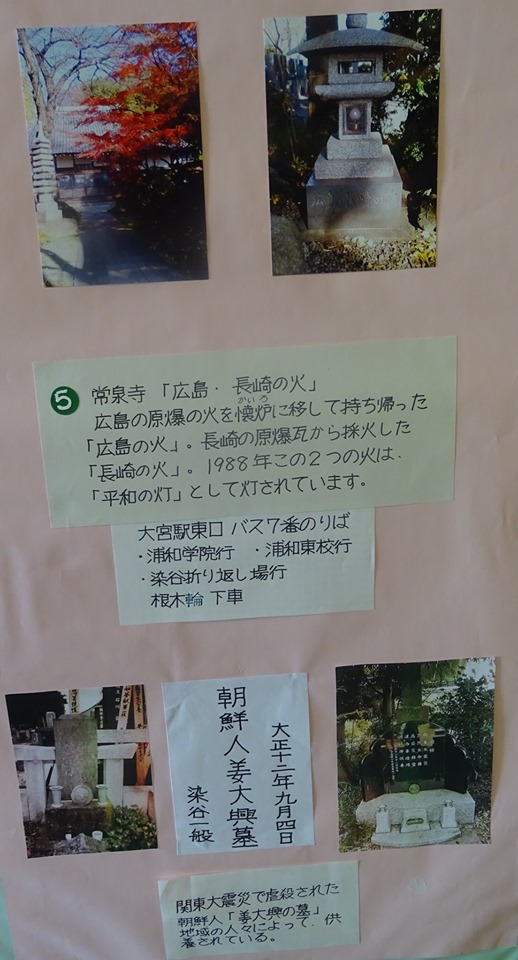 5 常泉寺 「広島・長崎の火」
広島の原爆の火を懐炉に移して持ち帰った
かいろ
「広島の火」。長崎の原爆瓦から採火した
「長崎の火」。1988年この2つの火は、
「平和の灯」として灯されています。
大宮駅東口 バス7番のりば
・浦和学院行 ・浦和東校行
・染谷折り返し場行
根木輪 下車
大正十二年九月四日
朝鮮人姜大興墓
染谷一般
関東大震災で虐殺された
朝鮮人「姜大興の墓」
地域の人々によって、供
養されている。